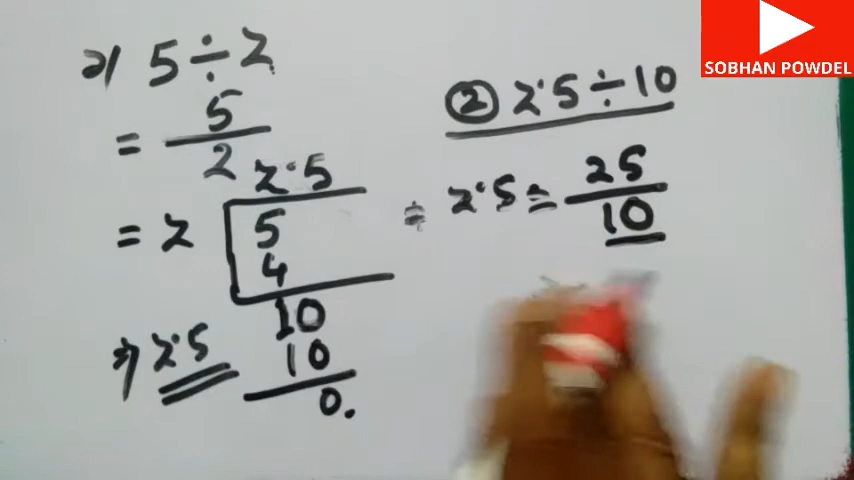 SOBHAN POWDEL
a) 5 ÷ 2
= 5/2
2.5
= 2 5
4
10
⇒ 2.5 10
0.
② 2.5 ÷ 10
= 2.5 = 25/10